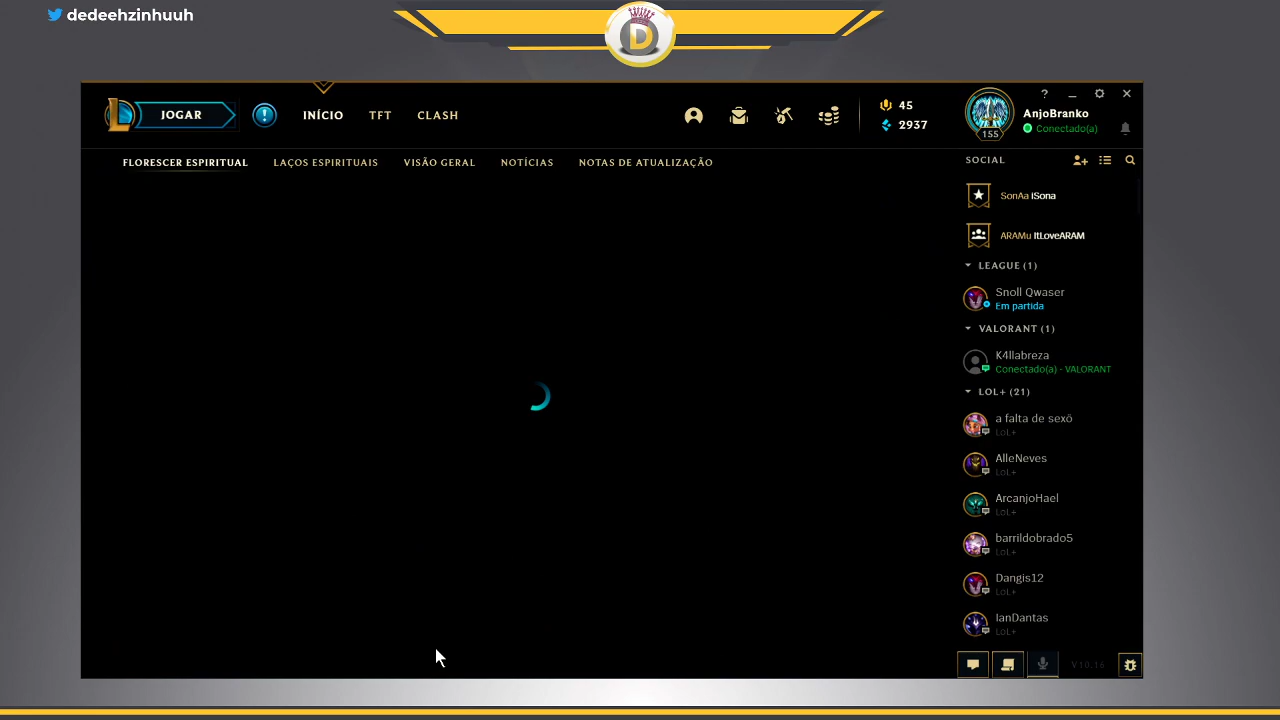 dedeehzinhuuh
D
JOGAR
INÍCIO
TFT
CLASH
45
2937
155
?
AnjoBranko
Conectado(a)
FLORESCER ESPIRITUAL
LAÇOS ESPIRITUAIS
VISÃO GERAL
NOTÍCIAS
NOTAS DE ATUALIZAÇÃO
SOCIAL
SonAa iSona
ARAMu ItLoveARAM
LEAGUE (1)
Snoll Qwaser
Em partida
VALORANT (1)
K4llabreza
Conectado(a) - VALORANT
LOL+ (21)
a falta de sexö
LoL+
AlleNeves
LoL+
ArcanjoHael
LoL+
barrildobrado5
LoL+
Dangis12
LoL+
IanDantas
LoL+
V10.16